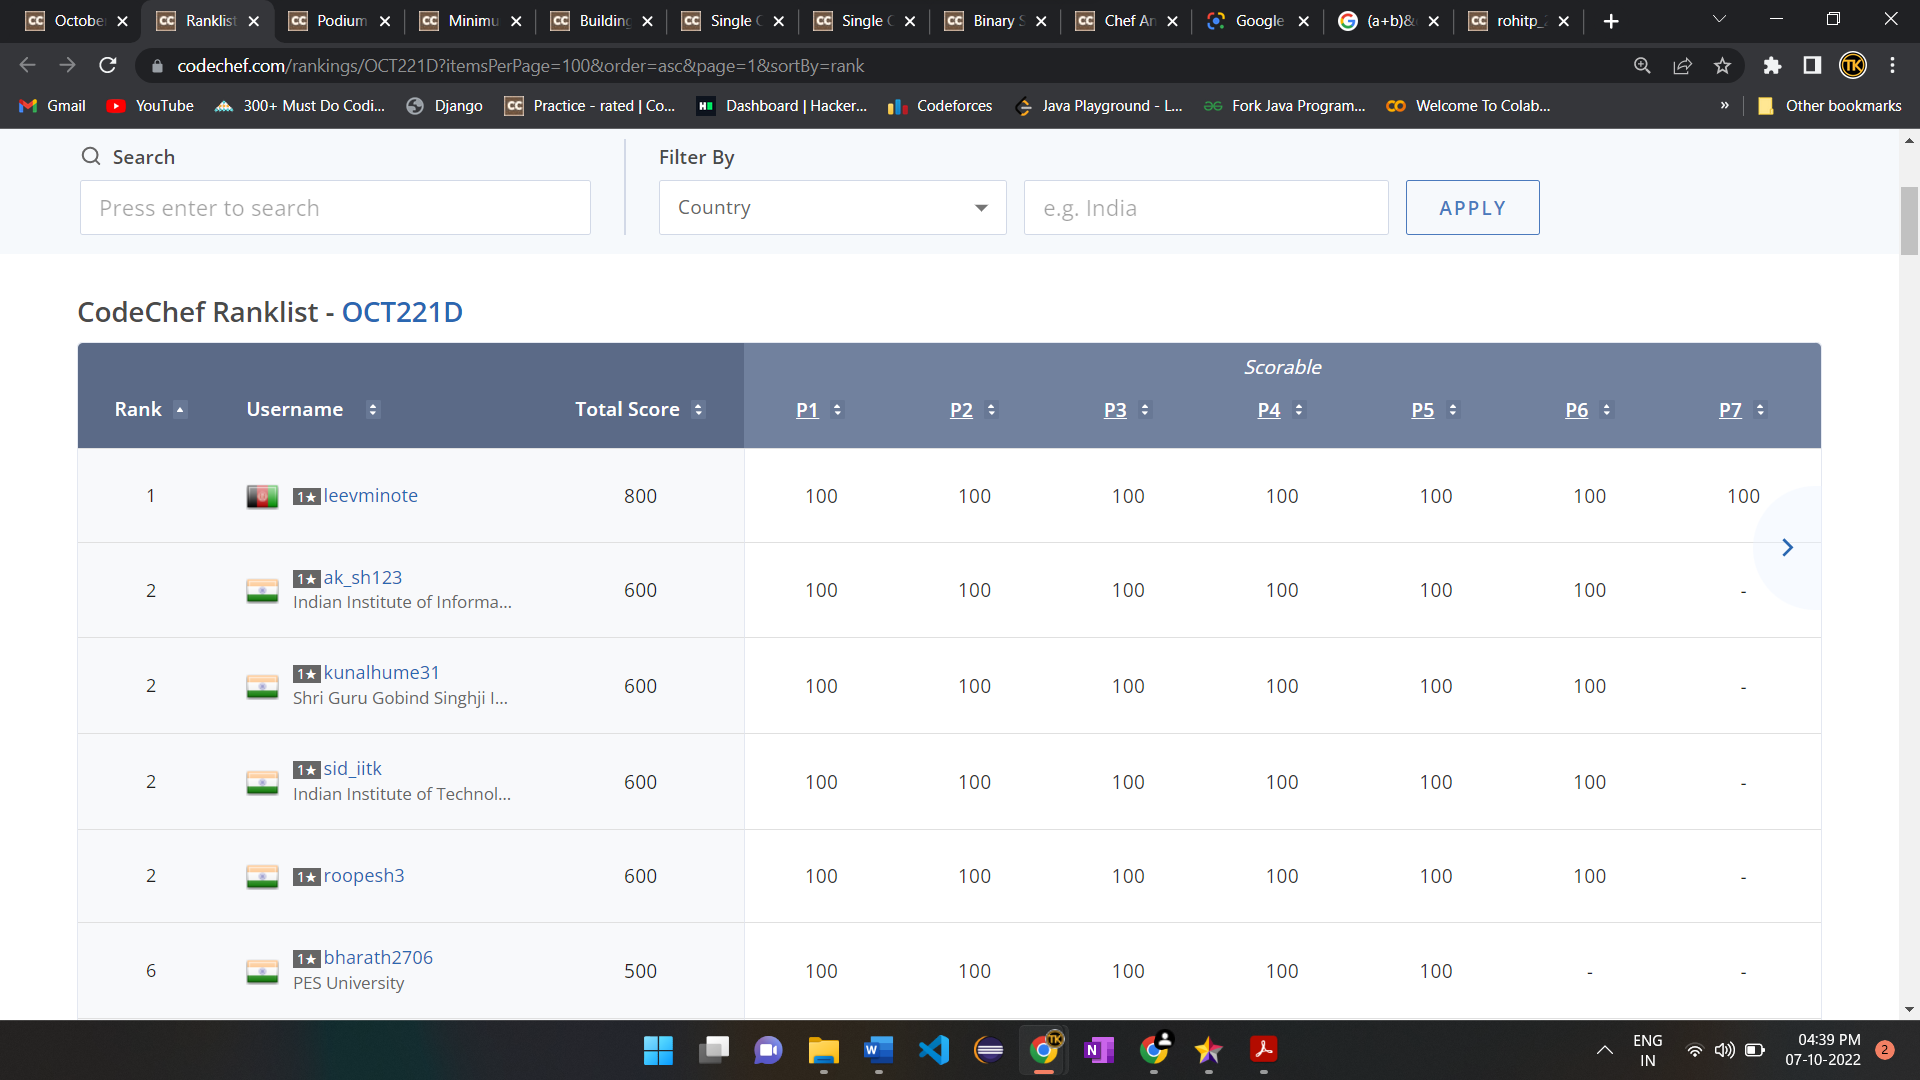 Octobe
Ranklist
Podium
Minimu
Building
Single C
Single C
Binary S
Chef An
Google
(a+b)&
rohitp_2
codechef.com/rankings/OCT221D?itemsPerPage=100&order=asc&page=1&sortBy=rank
TK
Gmail YouTube 300+ Must Do Codi... Django Practice - rated | Co... Dashboard | Hacker... Codeforces Java Playground - L... Fork Java Program... Welcome To Colab... » Other bookmarks
Search
Press enter to search
Filter By
Country
e.g. India
APPLY
CodeChef Ranklist - OCT221D
Scorable
Rank Username Total Score P1 P2 P3 P4 P5 P6 P7
1 1★ leevminote 800 100 100 100 100 100 100 100
2 1★ ak_sh123 600 100 100 100 100 100 100 -
Indian Institute of Informa...
2 1★ kunalhume31 600 100 100 100 100 100 100 -
Shri Guru Gobind Singhji I...
2 1★ sid_iitk 600 100 100 100 100 100 100 -
Indian Institute of Technol...
2 1★ roopesh3 600 100 100 100 100 100 100 -
6 1★ bharath2706 500 100 100 100 100 100 - -
PES University
ENG
IN
04:39 PM
07-10-2022
2